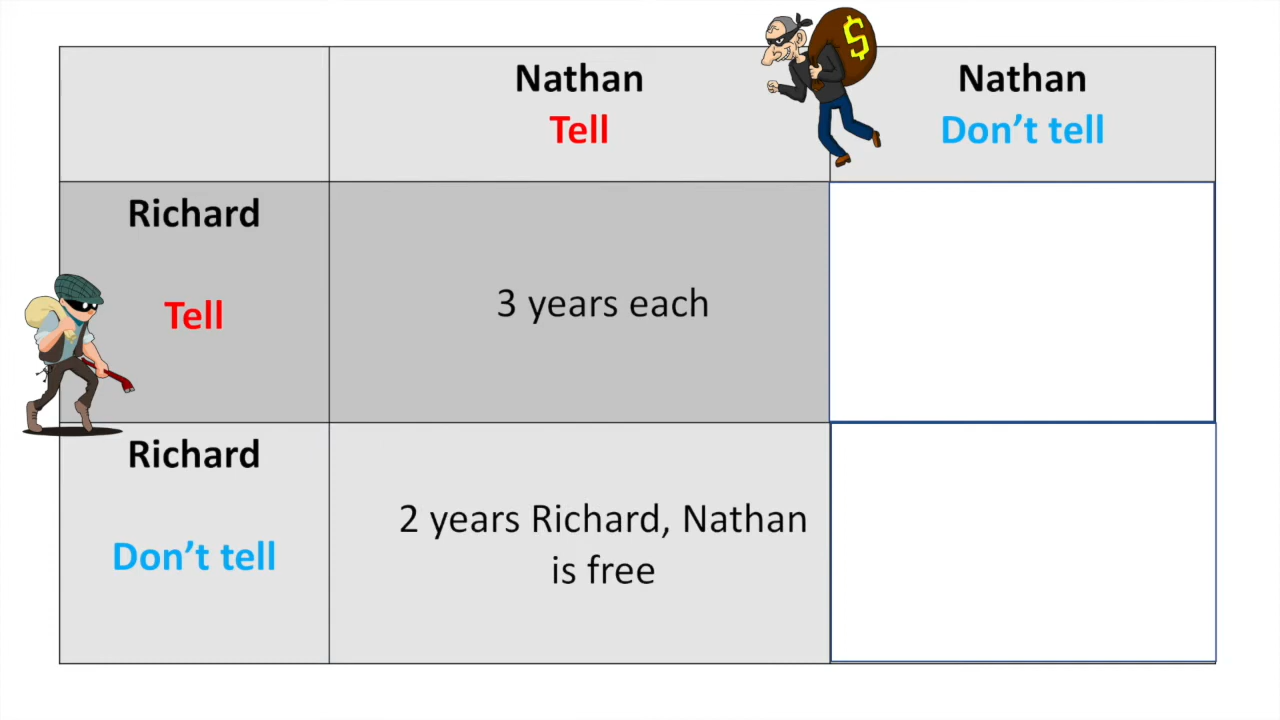 Nathan
Tell
$
Nathan
Don’t tell
Richard
Tell
3 years each
Richard
Don’t tell
2 years Richard, Nathan
is free